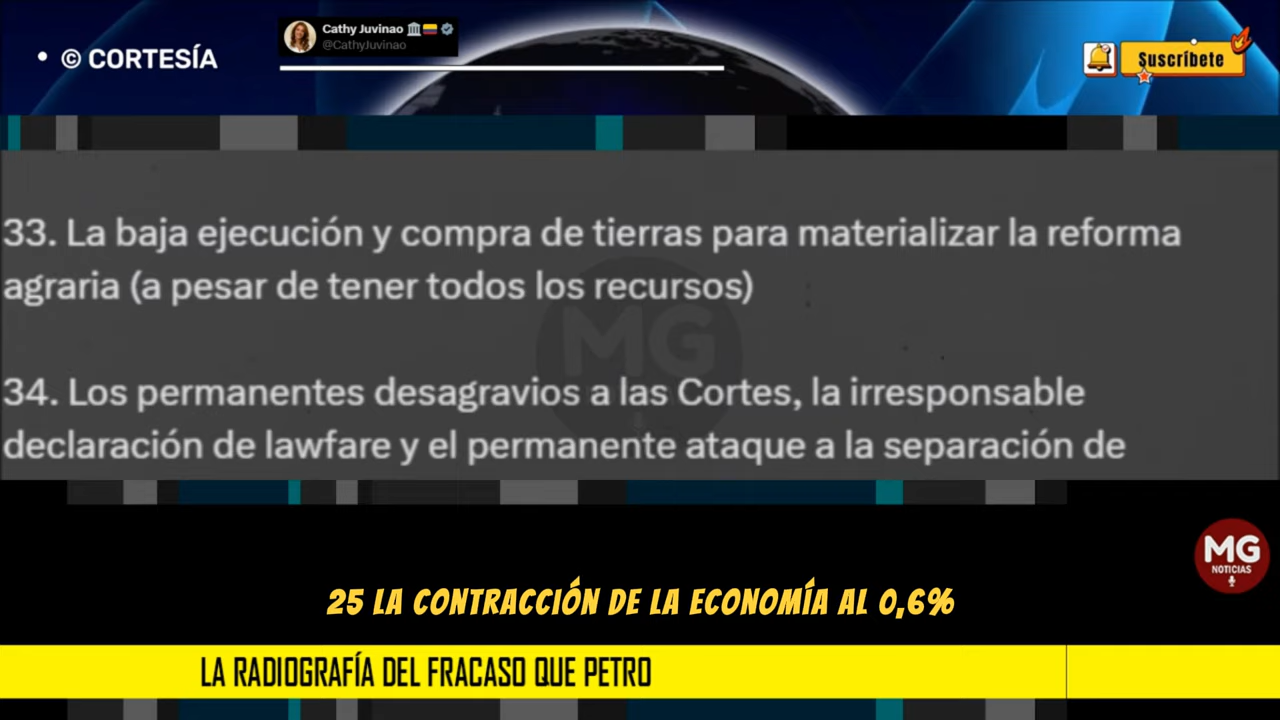 • © CORTESÍA
Cathy Juvinao
@CathyJuvinao
Suscríbete
33. La baja ejecución y compra de tierras para materializar la reforma
agraria (a pesar de tener todos los recursos)
MG
34. Los permanentes desagravios a las Cortes, la irresponsable
declaración de lawfare y el permanente ataque a la separación de
MG
NOTICIAS
25 LA CONTRACCIÓN DE LA ECONOMÍA AL 0,6%
LA RADIOGRAFÍA DEL FRACASO QUE PETRO